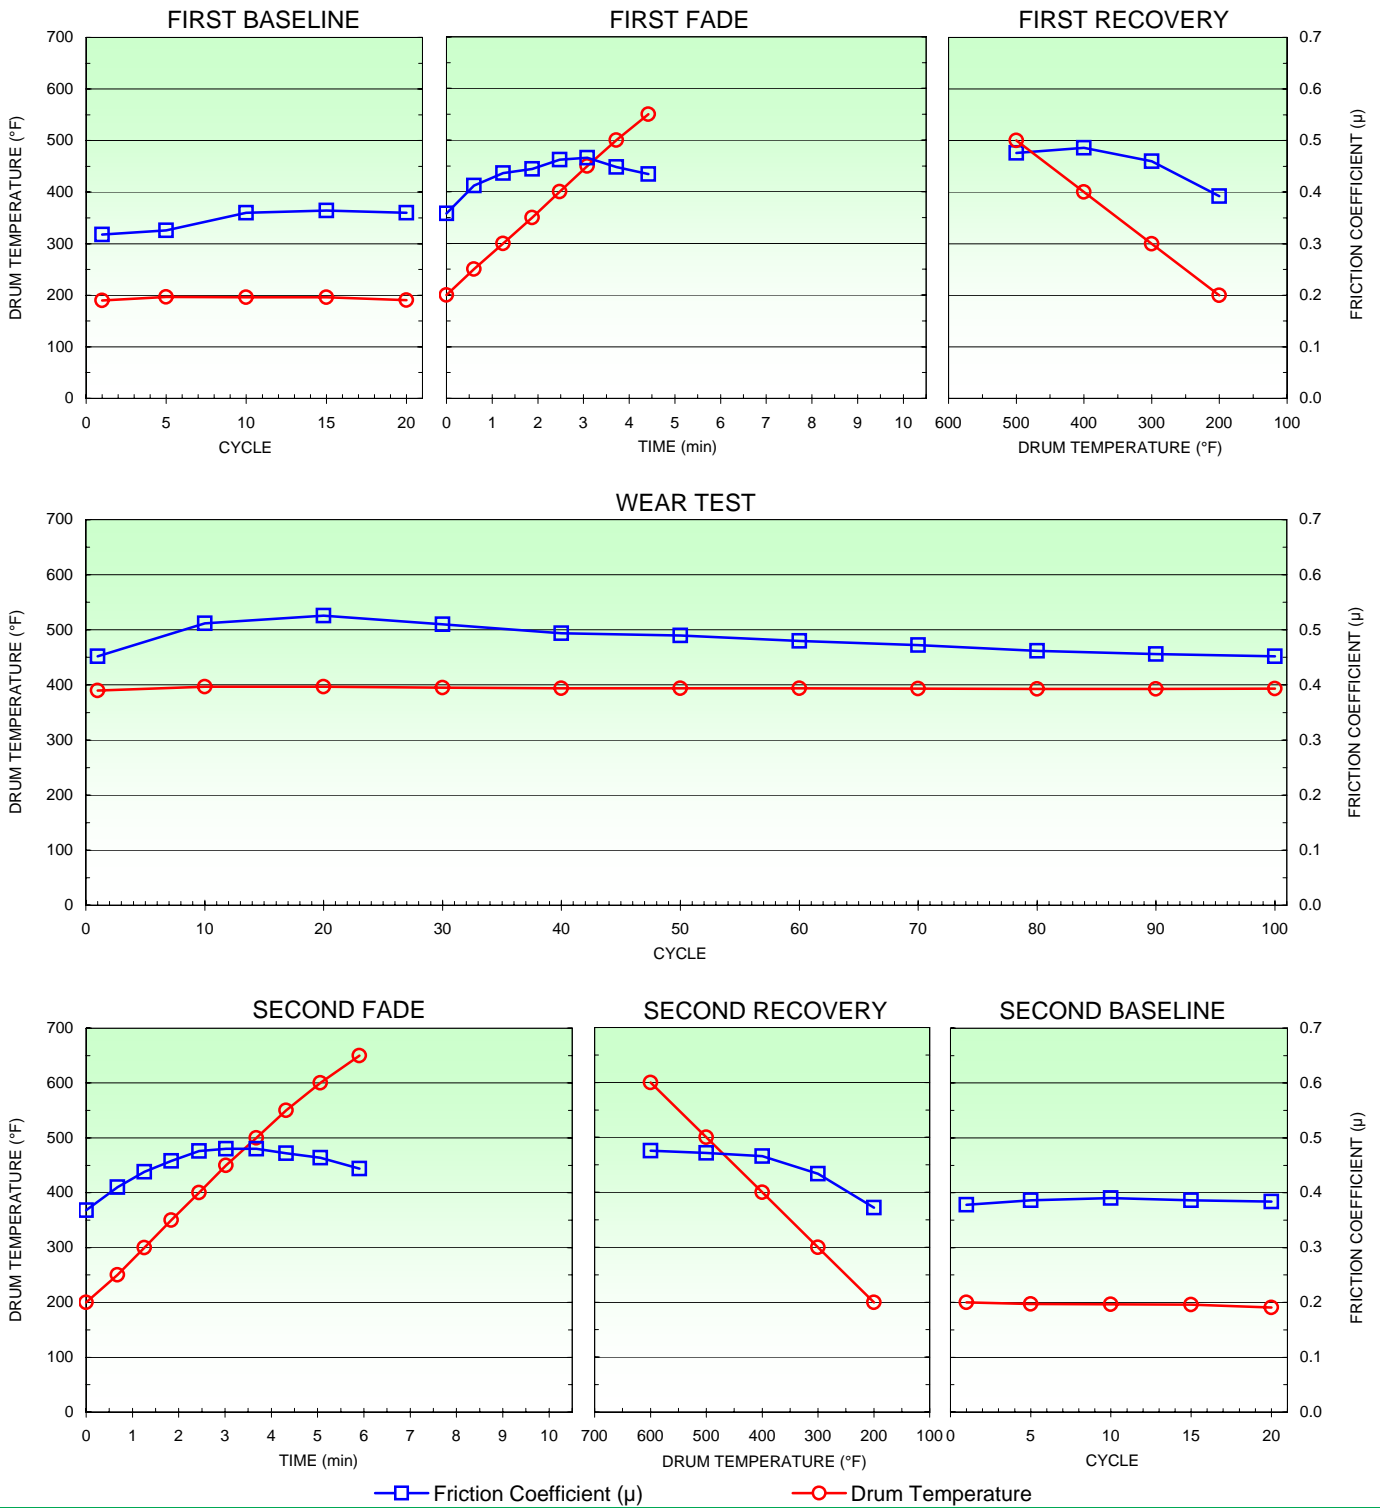 FIRST BASELINE FIRST FADE FIRST RECOVERY
700 0.7
600 0.6
500 0.5
400 0.4
300 0.3
200 0.2
100 0.1
0 0.0
DRUM TEMPERATURE (°F)
FRICTION COEFFICIENT (µ)
0 5 10 15 20 0 1 2 3 4 5 6 7 8 9 10 600 500 400 300 200 100
CYCLE TIME (min) DRUM TEMPERATURE (°F)
WEAR TEST
700 0.7
600 0.6
500 0.5
400 0.4
300 0.3
200 0.2
100 0.1
0 0.0
DRUM TEMPERATURE (°F)
FRICTION COEFFICIENT (µ)
0 10 20 30 40 50 60 70 80 90 100
CYCLE
SECOND FADE SECOND RECOVERY SECOND BASELINE
700 0.7
600 0.6
500 0.5
400 0.4
300 0.3
200 0.2
100 0.1
0 0.0
DRUM TEMPERATURE (°F)
FRICTION COEFFICIENT (µ)
0 1 2 3 4 5 6 7 8 9 10 700 600 500 400 300 200 100 0 5 10 15 20
TIME (min) DRUM TEMPERATURE (°F) CYCLE
Friction Coefficient (µ) Drum Temperature